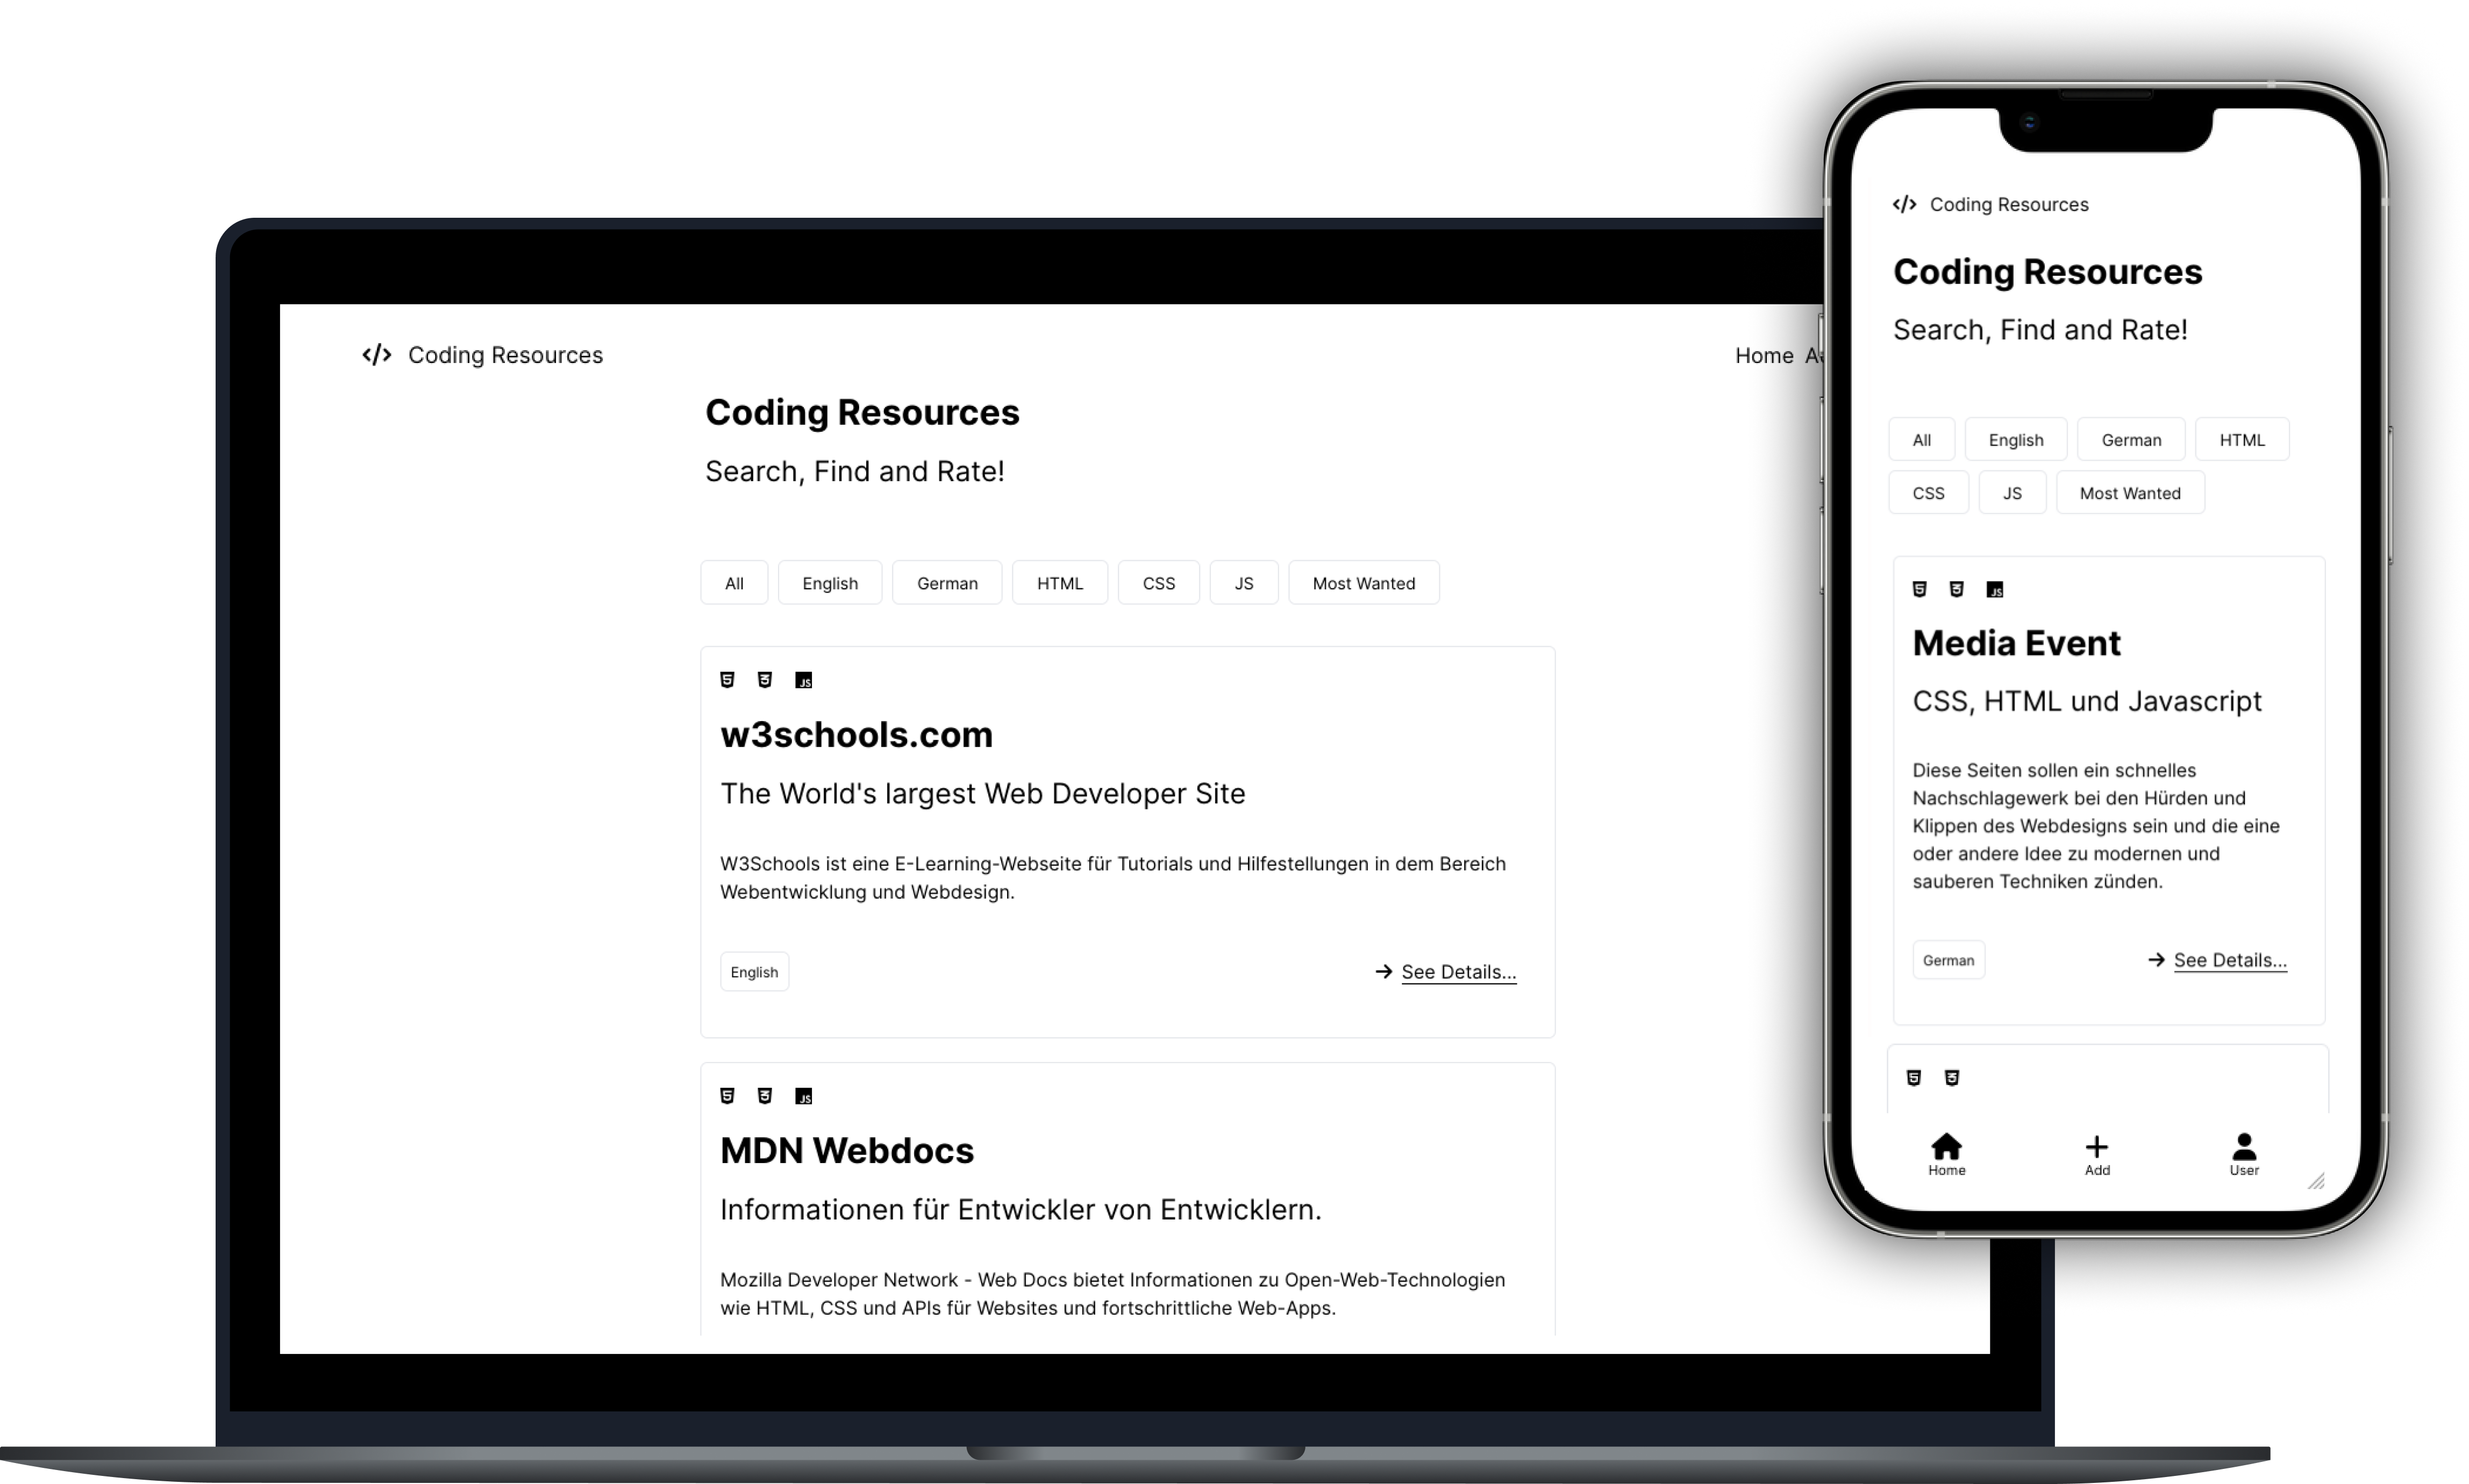 Coding Resources
Home
Coding Resources
Search, Find and Rate!
All English German HTML CSS JS Most Wanted
JS
w3schools.com
The World's largest Web Developer Site
W3Schools ist eine E-Learning-Webseite für Tutorials und Hilfestellungen in dem Bereich
Webentwicklung und Webdesign.
English
See Details...
JS
MDN Webdocs
Informationen für Entwickler von Entwicklern.
Mozilla Developer Network - Web Docs bietet Informationen zu Open-Web-Technologien
wie HTML, CSS und APIs für Websites und fortschrittliche Web-Apps.
Coding Resources
Coding Resources
Search, Find and Rate!
All English German HTML
CSS JS Most Wanted
JS
Media Event
CSS, HTML und Javascript
Diese Seiten sollen ein schnelles
Nachschlagewerk bei den Hürden und
Klippen des Webdesigns sein und die eine
oder andere Idee zu modernen und
sauberen Techniken zünden.
German
See Details...
Home Add User